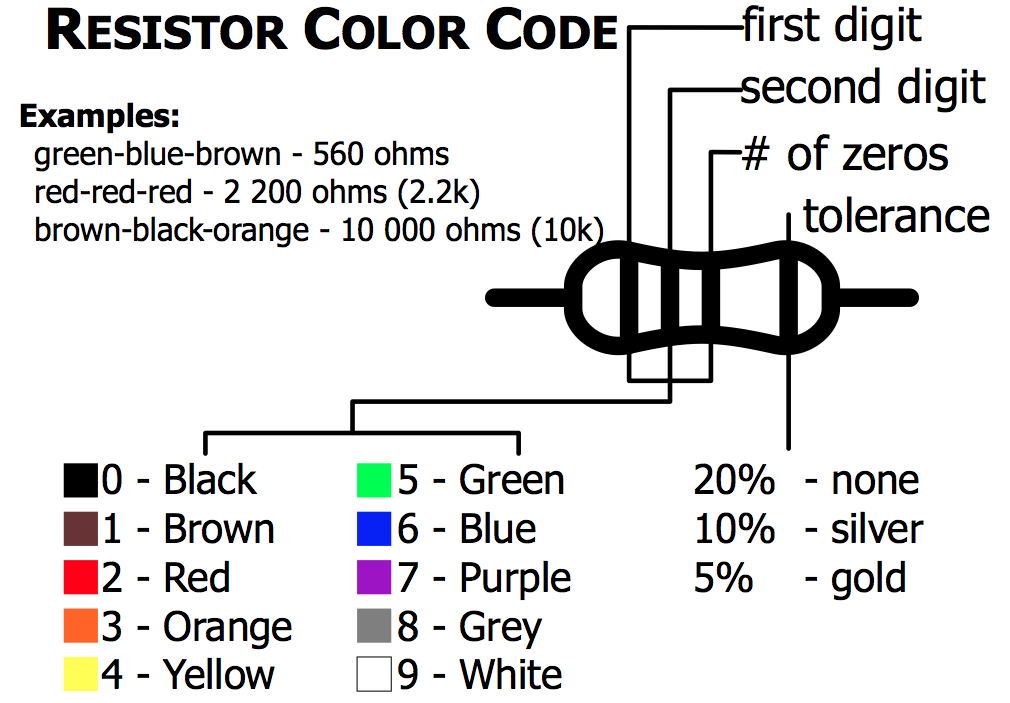 RESISTOR COLOR CODE
first digit
second digit
# of zeros
tolerance
Examples:
green-blue-brown - 560 ohms
red-red-red - 2 200 ohms (2.2k)
brown-black-orange - 10 000 ohms (10k)
0 - Black
1 - Brown
2 - Red
3 - Orange
4 - Yellow
5 - Green
6 - Blue
7 - Purple
8 - Grey
9 - White
20% - none
10% - silver
5% - gold